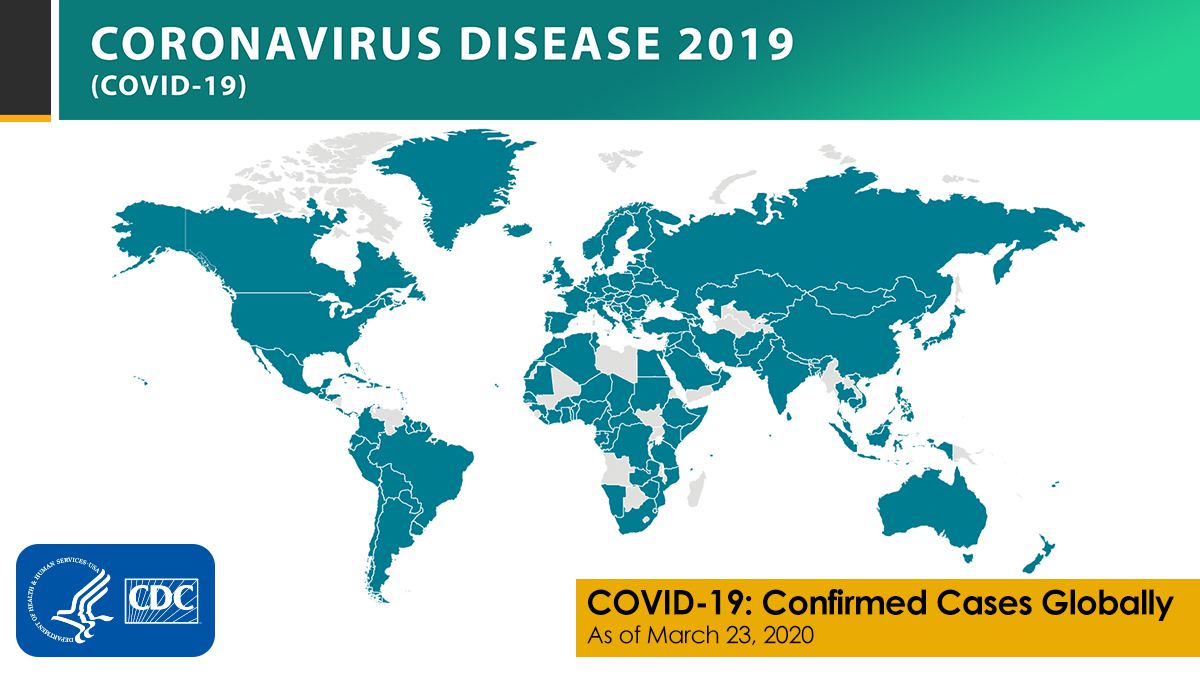 CORONAVIRUS DISEASE 2019
(COVID-19)
DEPARTMENT OF HEALTH & HUMAN SERVICES•USA
CDC
COVID-19: Confirmed Cases Globally
As of March 23, 2020